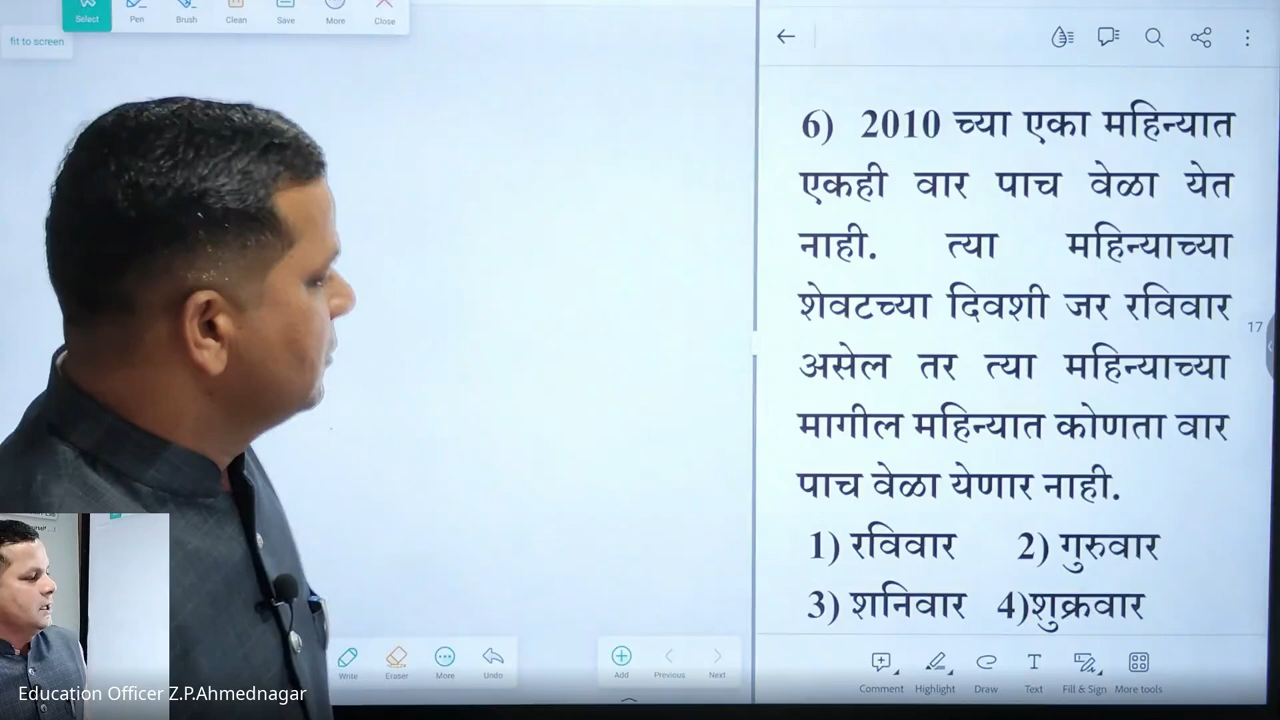 Select
Pen
Brush
Clean
Save
More
Close
fit to screen
6) 2010 च्या एका महिन्यात
एकही वार पाच वेळा येत
नाही. त्या महिन्याच्या
शेवटच्या दिवशी जर रविवार
असेल तर त्या महिन्याच्या
मागील महिन्यात कोणता वार
पाच वेळा येणार नाही.
1) रविवार 2) गुरुवार
3) शनिवार 4)शुक्रवार
17
Write
Eraser
More
Undo
Add
Previous
Next
Comment
Highlight
Draw
Text
Fill & Sign
More tools
Education Officer Z.P.Ahmednagar